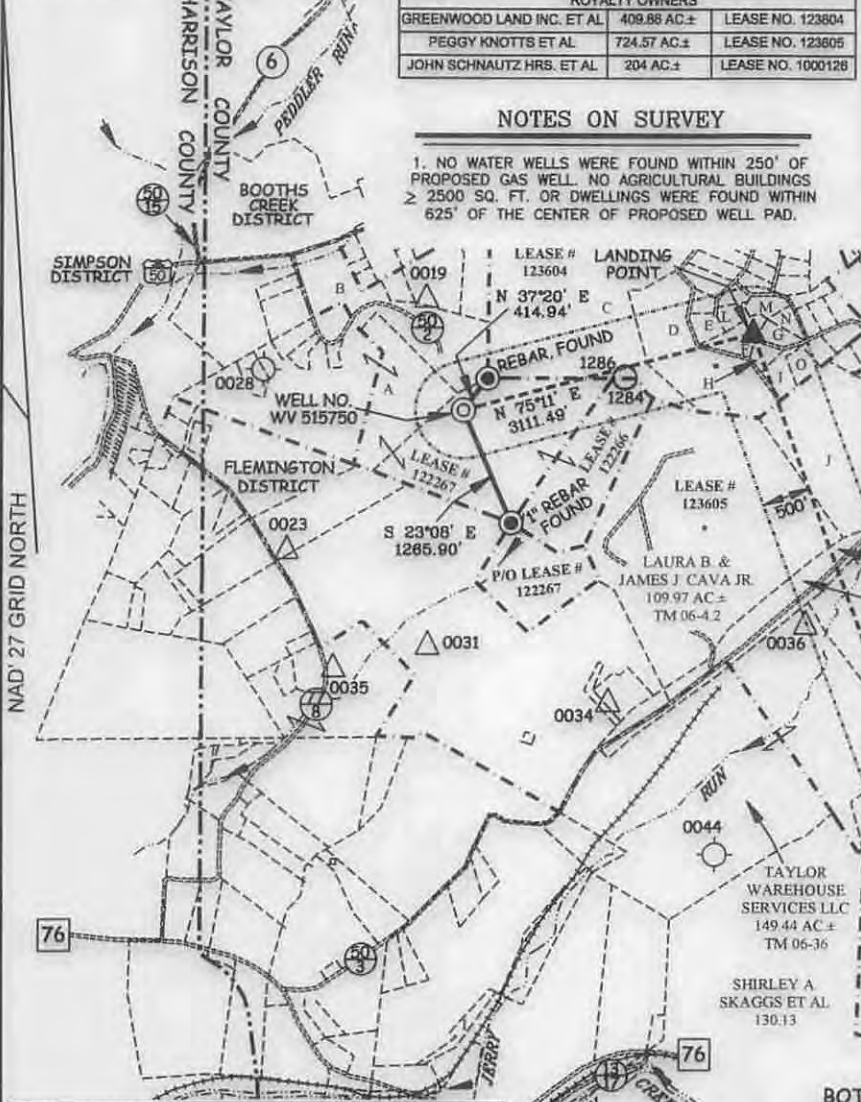 ROYALTY OWNERS
GREENWOOD LAND INC. ET AL 409.88 AC.± LEASE NO. 123604
PEGGY KNOTTS ET AL 724.57 AC.± LEASE NO. 123605
JOHN SCHNAUTZ HRS. ET AL 204 AC.± LEASE NO. 1000126
NOTES ON SURVEY
1. NO WATER WELLS WERE FOUND WITHIN 250' OF
PROPOSED GAS WELL. NO AGRICULTURAL BUILDINGS
≥ 2500 SQ. FT. OR DWELLINGS WERE FOUND WITHIN
625' OF THE CENTER OF PROPOSED WELL PAD.
HARRISON COUNTY
TAYLOR COUNTY
6
PEDDLER RUN
50
15
BOOTHS
CREEK
DISTRICT
SIMPSON
DISTRICT
50
B
0019
LEASE #
123604
LANDING
POINT
N 37°20' E
414.94'
50
2
C
D
E
L
M
N
G
F
REBAR, FOUND
1286
1284
H
I
O
0028
A
WELL NO.
WV 515750
N 75°11' E
3111.49'
LEASE #
122267
LEASE #
122266
J
FLEMINGTON
DISTRICT
LEASE #
123605
500'
S 23°08' E
1265.90'
1" REBAR
FOUND
0023
P/O LEASE #
122267
LAURA B. &
JAMES J. CAVA JR.
109.97 AC.±
TM 06-4.2
NAD' 27 GRID NORTH
0031
0036
0035
77
8
0034
RUN
0044
TAYLOR
WAREHOUSE
SERVICES LLC
149.44 AC.±
TM 06-36
76
50
3
SHIRLEY A.
SKAGGS ET AL
130.13
JERRY
76
13
17
CRE
BOT